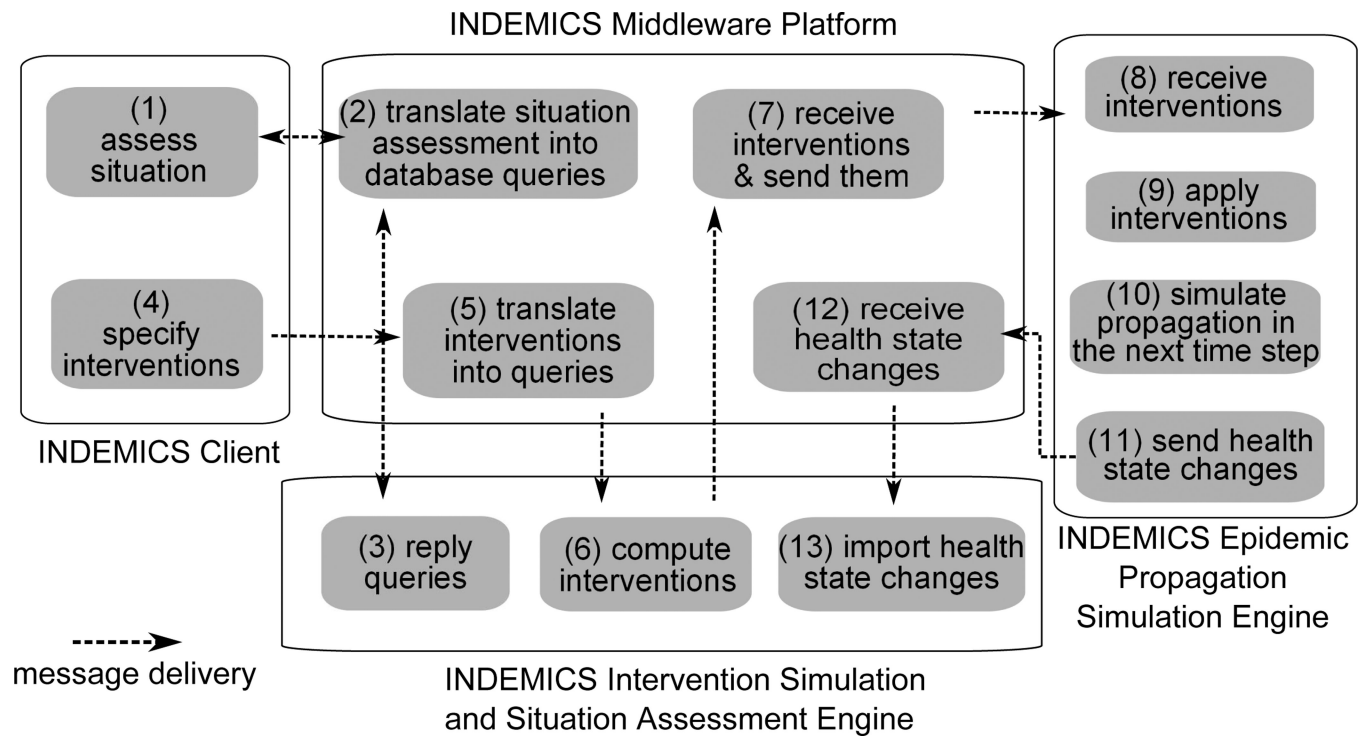 INDEMICS Middleware Platform
(1)
assess
situation
(2) translate situation
assessment into
database queries
(7) receive
interventions
& send them
(8) receive
interventions
(9) apply
interventions
(4)
specify
interventions
(5) translate
interventions
into queries
(12) receive
health state
changes
(10) simulate
propagation in
the next time step
(11) send health
state changes
INDEMICS Client
(3) reply
queries
(6) compute
interventions
(13) import health
state changes
INDEMICS Epidemic
Propagation
Simulation Engine
message delivery
INDEMICS Intervention Simulation
and Situation Assessment Engine